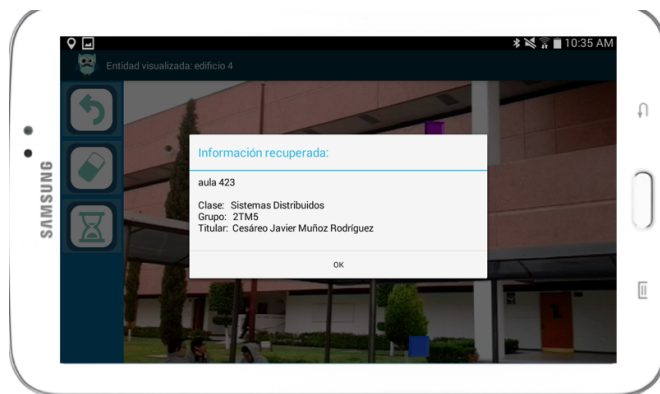 10:35 AM
Entidad visualizada: edificio 4
SAMSUNG
Información recuperada:
aula 423
Clase: Sistemas Distribuidos
Grupo: 2TM5
Titular: Cesáreo Javier Muñoz Rodríguez
OK